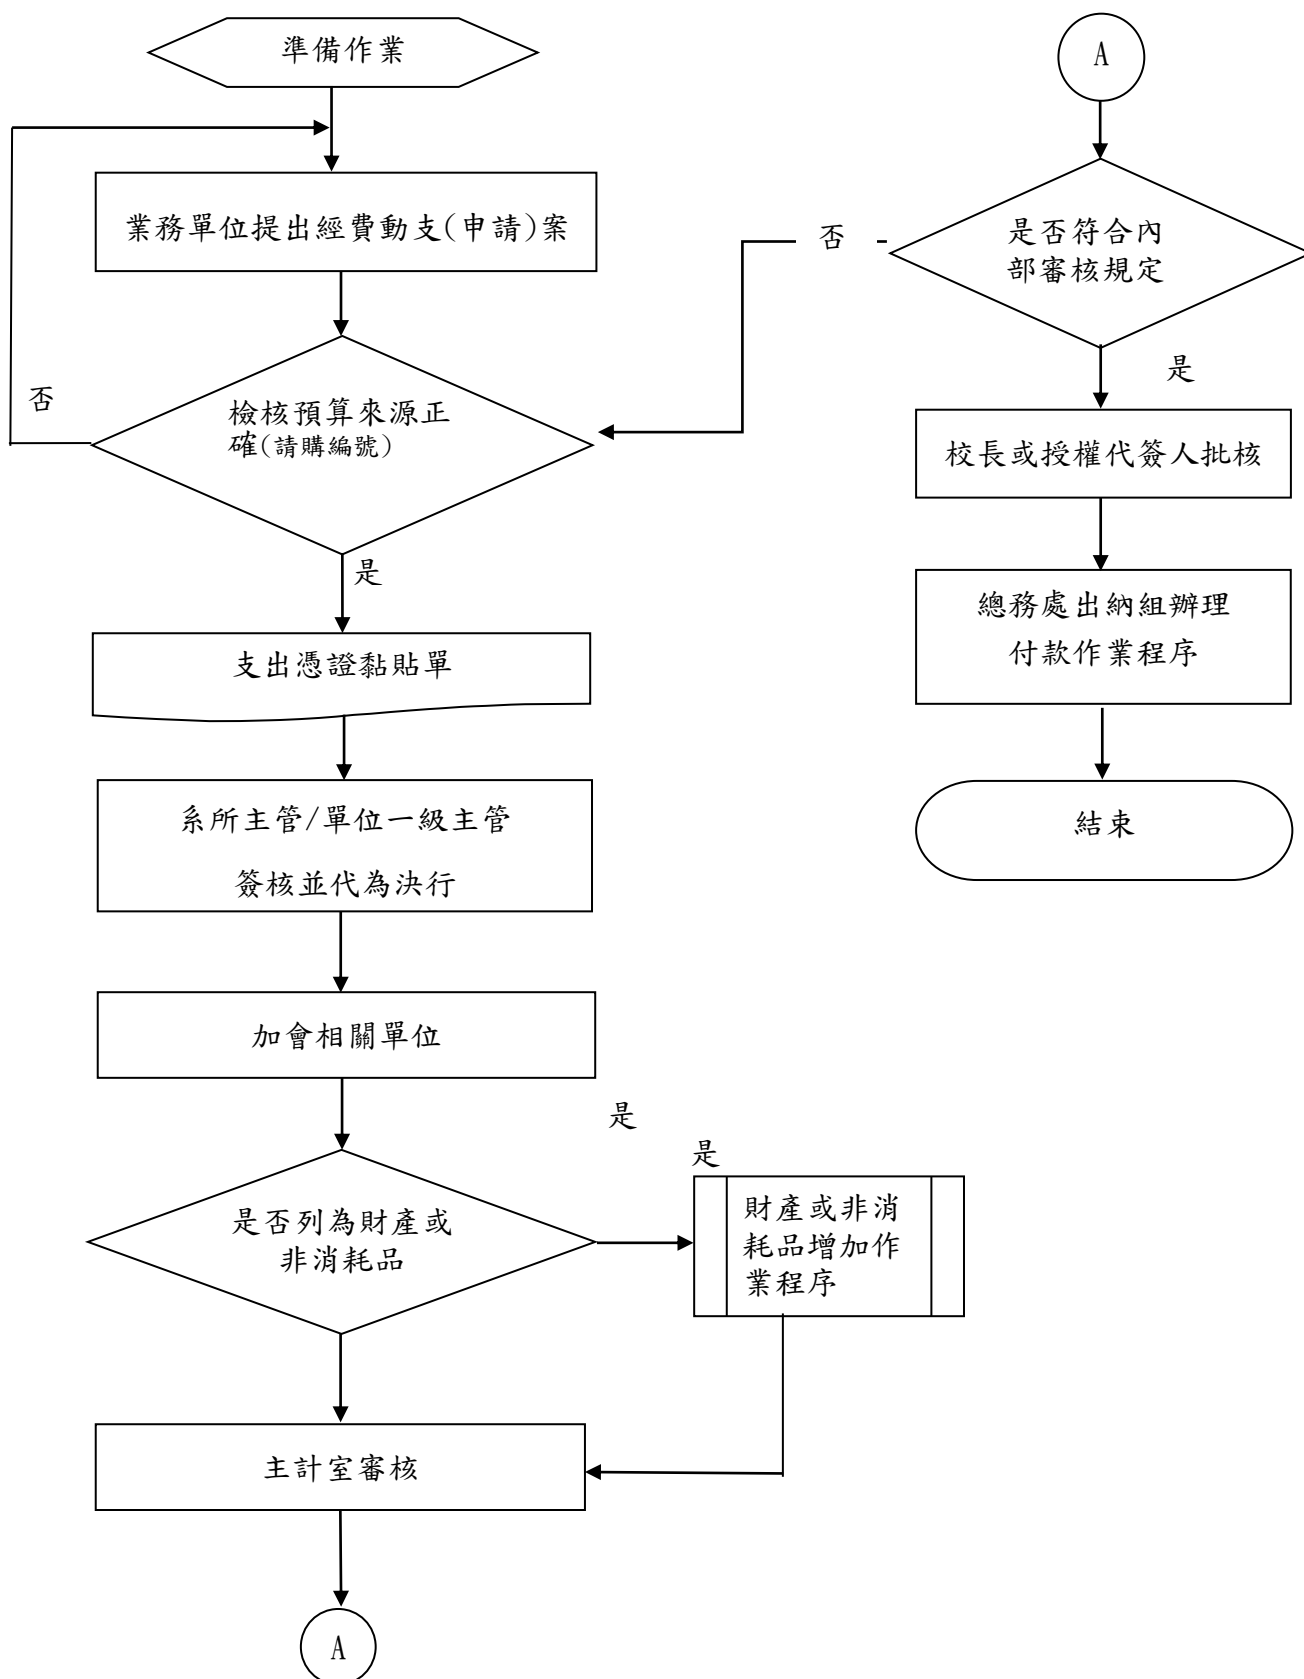 準備作業
業務單位提出經費動支(申請)案
否
檢核預算來源正
確(請購編號)
是
支出憑證黏貼單
系所主管/單位一級主管
簽核並代為決行
加會相關單位
是
是
是否列為財產或
非消耗品
財產或非消
耗品增加作
業程序
主計室審核
A
A
否
是否符合內
部審核規定
是
校長或授權代簽人批核
總務處出納組辦理
付款作業程序
結束